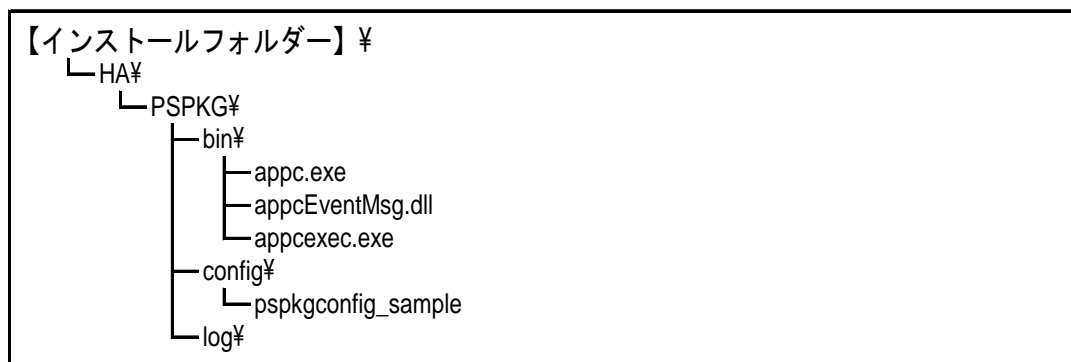 【インストールフォルダー】¥
HA¥
PSPKG¥
bin¥
appc.exe
appcEventMsg.dll
appcexec.exe
config¥
pspkgconfig_sample
log¥